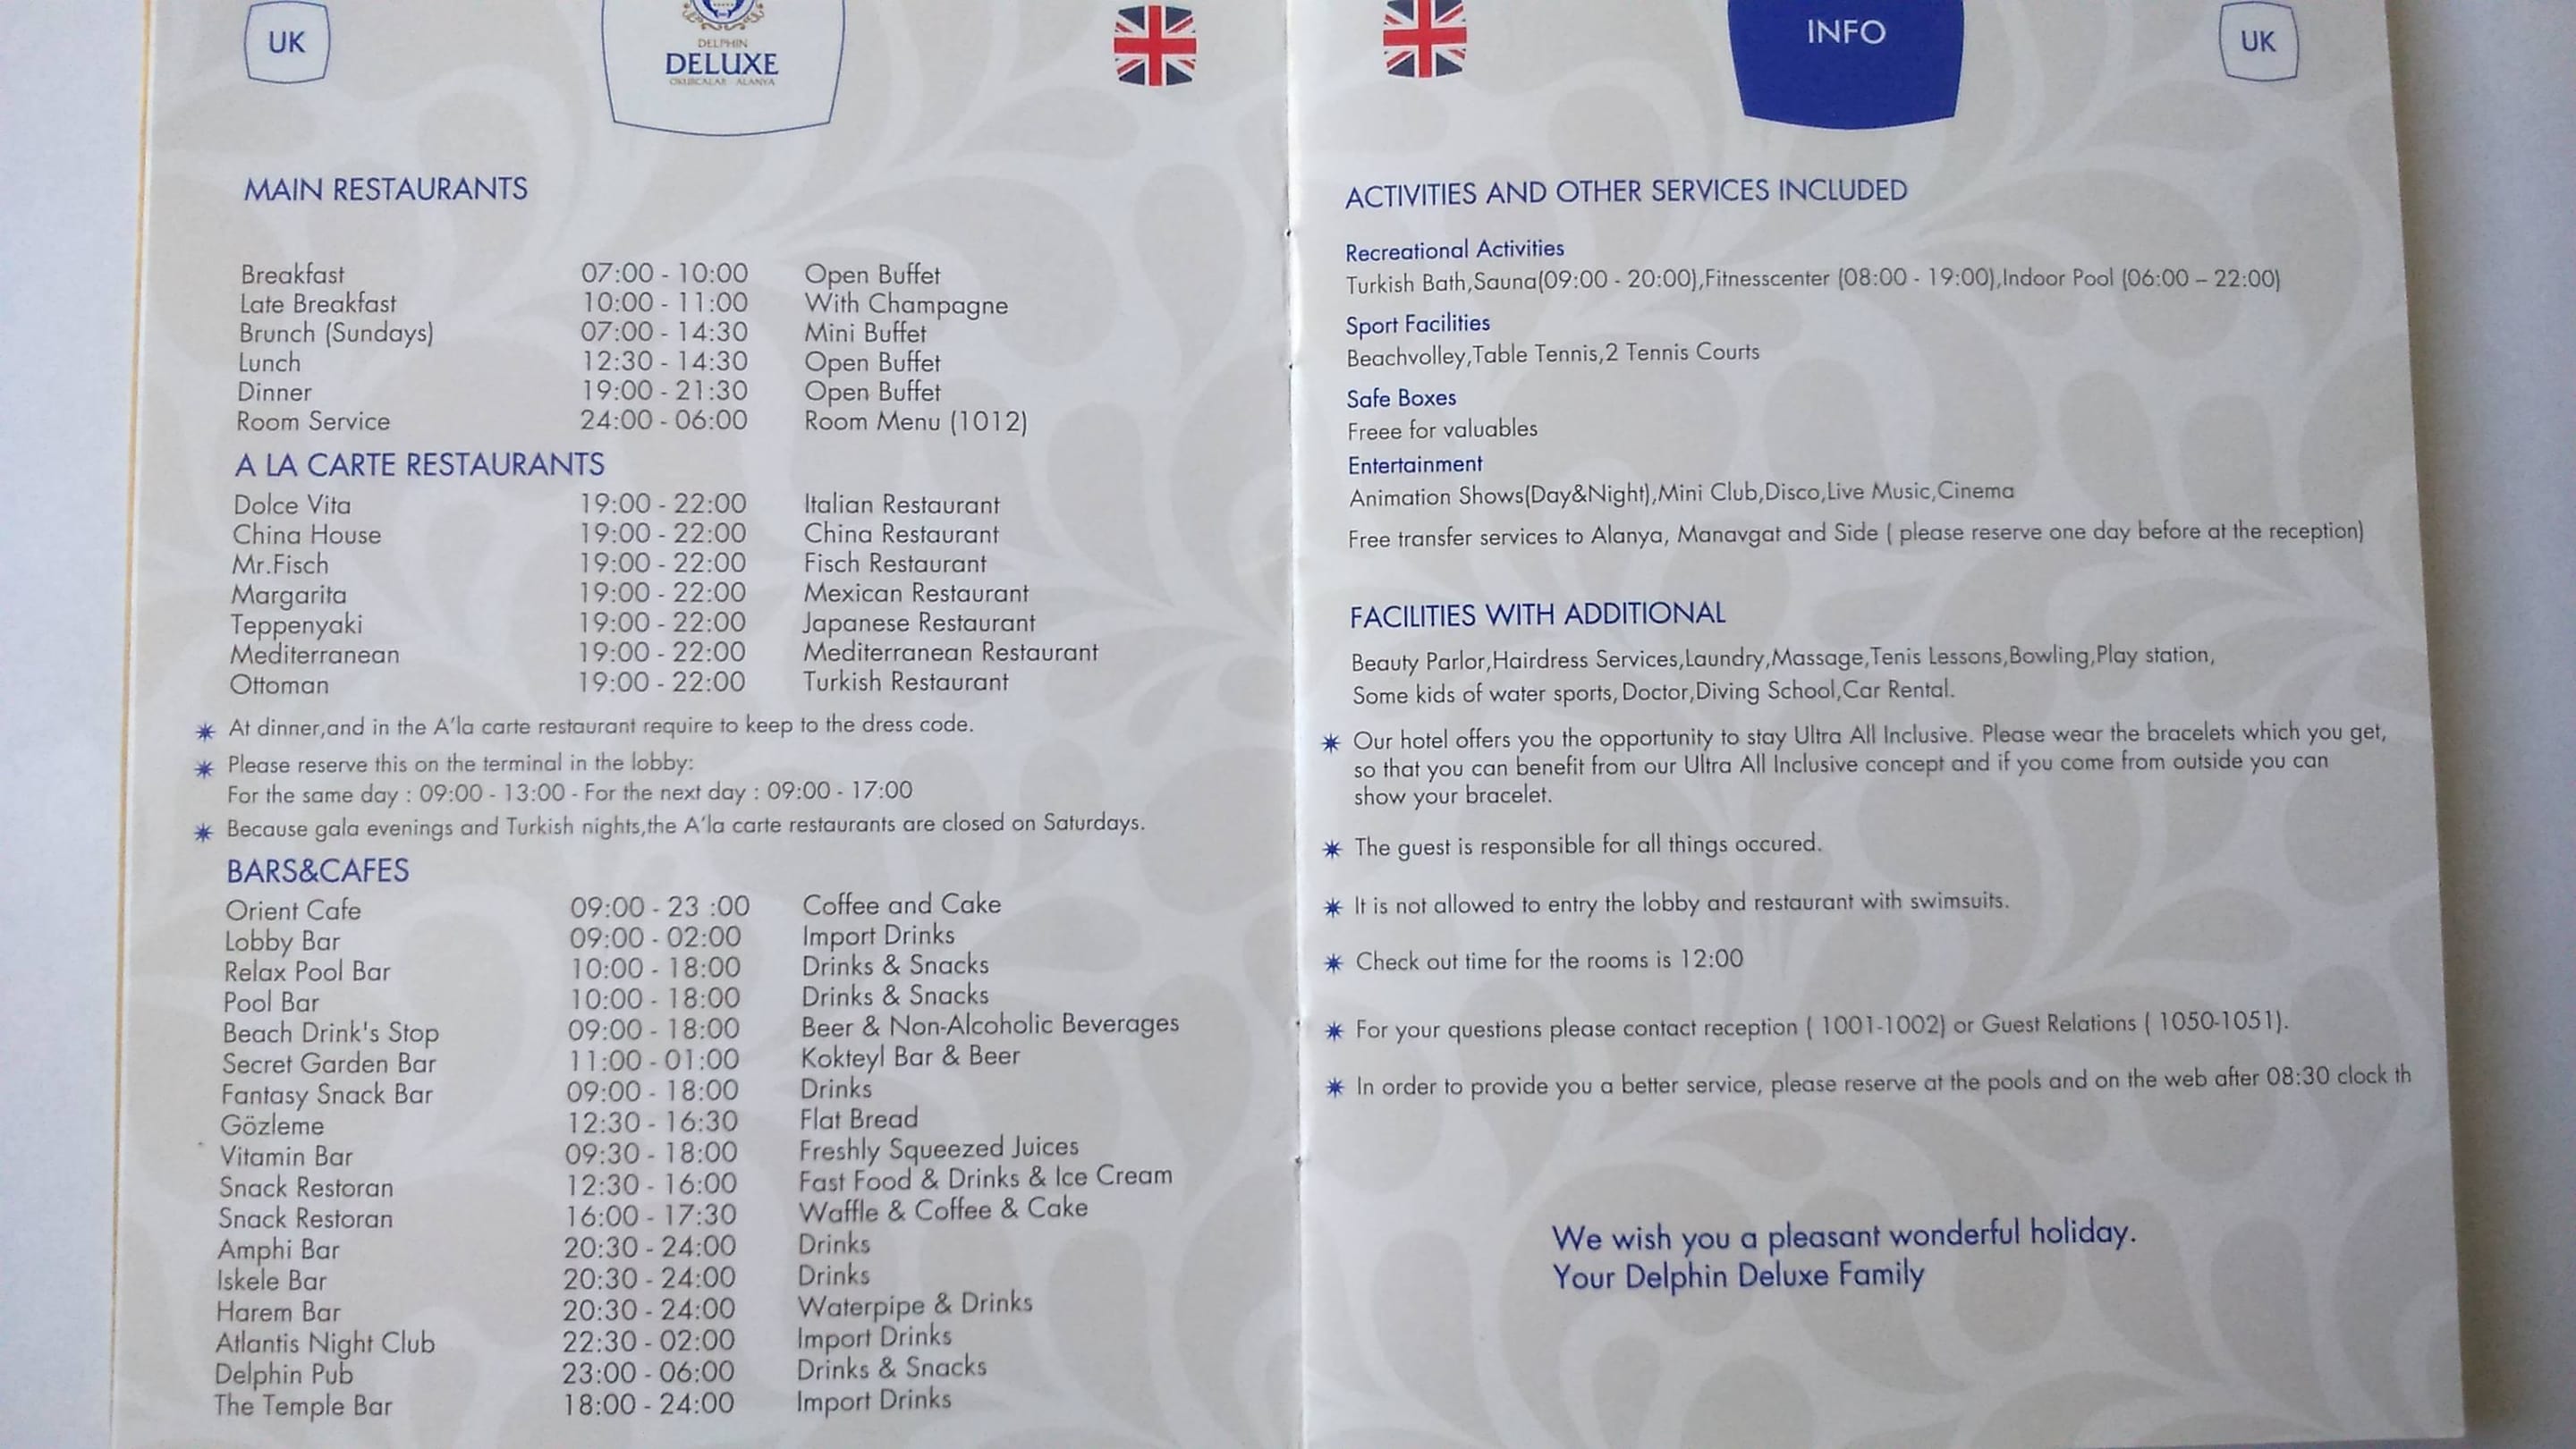 UK
DELPHIN
DELUXE
OKURCALAR - ALANYA
MAIN RESTAURANTS
Breakfast 07:00 - 10:00 Open Buffet
Late Breakfast 10:00 - 11:00 With Champagne
Brunch (Sundays) 07:00 - 14:30 Mini Buffet
Lunch 12:30 - 14:30 Open Buffet
Dinner 19:00 - 21:30 Open Buffet
Room Service 24:00 - 06:00 Room Menu (1012)
A LA CARTE RESTAURANTS
Dolce Vita 19:00 - 22:00 Italian Restaurant
China House 19:00 - 22:00 China Restaurant
Mr.Fisch 19:00 - 22:00 Fisch Restaurant
Margarita 19:00 - 22:00 Mexican Restaurant
Teppenyaki 19:00 - 22:00 Japanese Restaurant
Mediterranean 19:00 - 22:00 Mediterranean Restaurant
Ottoman 19:00 - 22:00 Turkish Restaurant
At dinner,and in the A'la carte restaurant require to keep to the dress code.
Please reserve this on the terminal in the lobby:
For the same day : 09:00 - 13:00 - For the next day : 09:00 - 17:00
Because gala evenings and Turkish nights,the A'la carte restaurants are closed on Saturdays.
BARS&CAFES
Orient Cafe 09:00 - 23 :00 Coffee and Cake
Lobby Bar 09:00 - 02:00 Import Drinks
Relax Pool Bar 10:00 - 18:00 Drinks & Snacks
Pool Bar 10:00 - 18:00 Drinks & Snacks
Beach Drink's Stop 09:00 - 18:00 Beer & Non-Alcoholic Beverages
Secret Garden Bar 11:00 - 01:00 Kokteyl Bar & Beer
Fantasy Snack Bar 09:00 - 18:00 Drinks
Gözleme 12:30 - 16:30 Flat Bread
Vitamin Bar 09:30 - 18:00 Freshly Squeezed Juices
Snack Restoran 12:30 - 16:00 Fast Food & Drinks & Ice Cream
Snack Restoran 16:00 - 17:30 Waffle & Coffee & Cake
Amphi Bar 20:30 - 24:00 Drinks
Iskele Bar 20:30 - 24:00 Drinks
Harem Bar 20:30 - 24:00 Waterpipe & Drinks
Atlantis Night Club 22:30 - 02:00 Import Drinks
Delphin Pub 23:00 - 06:00 Drinks & Snacks
The Temple Bar 18:00 - 24:00 Import Drinks
INFO
UK
ACTIVITIES AND OTHER SERVICES INCLUDED
Recreational Activities
Turkish Bath,Sauna(09:00 - 20:00),Fitnesscenter (08:00 - 19:00),Indoor Pool (06:00 – 22:00)
Sport Facilities
Beachvolley,Table Tennis,2 Tennis Courts
Safe Boxes
Freee for valuables
Entertainment
Animation Shows(Day&Night),Mini Club,Disco,Live Music,Cinema
Free transfer services to Alanya, Manavgat and Side ( please reserve one day before at the reception)
FACILITIES WITH ADDITIONAL
Beauty Parlor,Hairdress Services,Laundry,Massage,Tenis Lessons,Bowling,Play station,
Some kids of water sports, Doctor,Diving School,Car Rental.
Our hotel offers you the opportunity to stay Ultra All Inclusive. Please wear the bracelets which you get,
so that you can benefit from our Ultra All Inclusive concept and if you come from outside you can
show your bracelet.
The guest is responsible for all things occured.
It is not allowed to entry the lobby and restaurant with swimsuits.
Check out time for the rooms is 12:00
For your questions please contact reception ( 1001-1002) or Guest Relations ( 1050-1051).
In order to provide you a better service, please reserve at the pools and on the web after 08:30 clock th
We wish you a pleasant wonderful holiday.
Your Delphin Deluxe Family